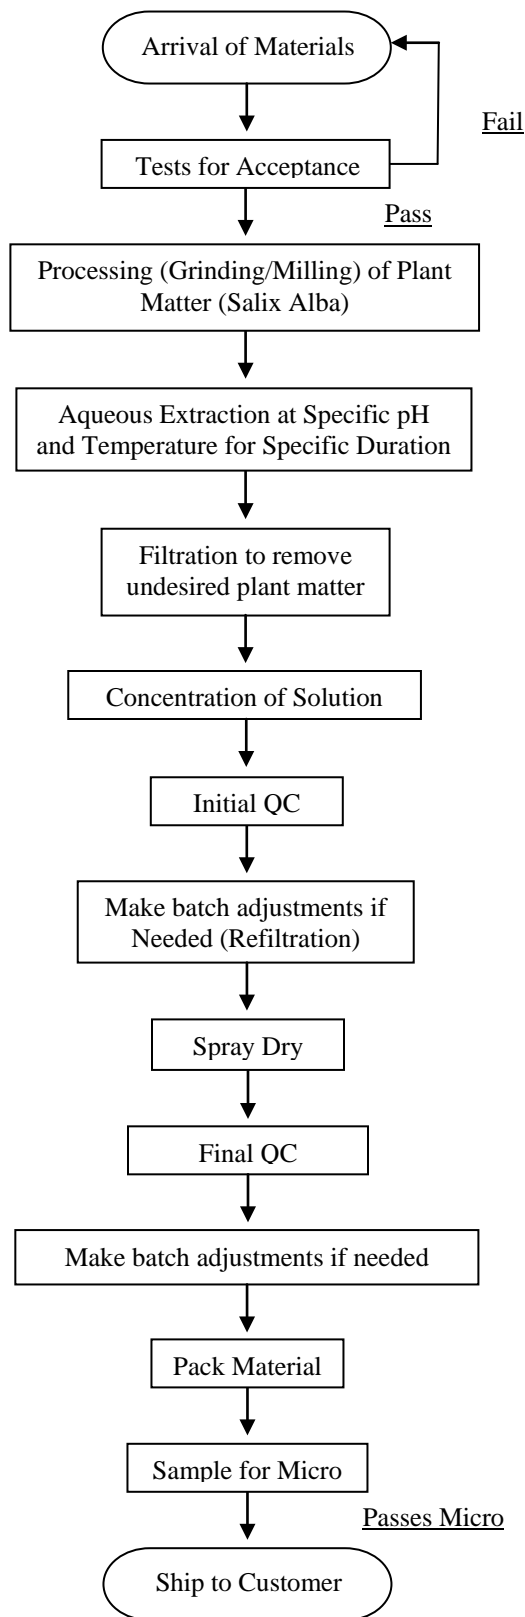 Arrival of Materials
Fail
Tests for Acceptance
Pass
Processing (Grinding/Milling) of Plant
Matter (Salix Alba)
Aqueous Extraction at Specific pH
and Temperature for Specific Duration
Filtration to remove
undesired plant matter
Concentration of Solution
Initial QC
Make batch adjustments if
Needed (Refiltration)
Spray Dry
Final QC
Make batch adjustments if needed
Pack Material
Sample for Micro
Passes Micro
Ship to Customer